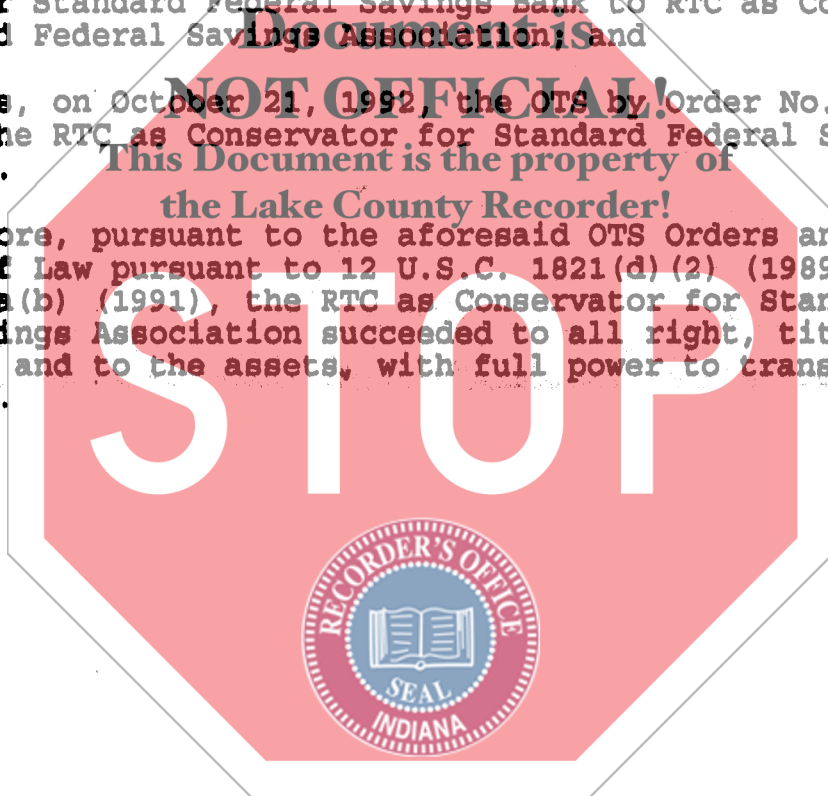 r Standard Federal Savings Bank to RTC as Co
d Federal Savings Association; and
Document is
NOT OFFICIAL!
s, on October 21, 1992, the OTS by Order No.
he RTC as Conservator for Standard Federal S
This Document is the property of
.
the Lake County Recorder!
ore, pursuant to the aforesaid OTS Orders an
f Law pursuant to 12 U.S.C. 1821(d)(2) (1989
a(b) (1991), the RTC as Conservator for Stan
ings Association succeeded to all right, tit
and to the assets, with full power to trans
.
STOP
RECORDER'S OFFICE
SEAL
INDIANA